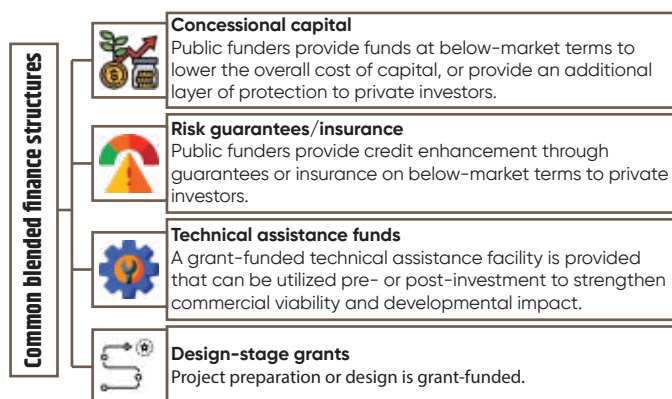 Common blended finance structures
Concessional capital
Public funders provide funds at below-market terms to
lower the overall cost of capital, or provide an additional
layer of protection to private investors.
Risk guarantees/insurance
Public funders provide credit enhancement through
guarantees or insurance on below-market terms to private
investors.
Technical assistance funds
A grant-funded technical assistance facility is provided
that can be utilized pre- or post-investment to strengthen
commercial viability and developmental impact.
Design-stage grants
Project preparation or design is grant-funded.